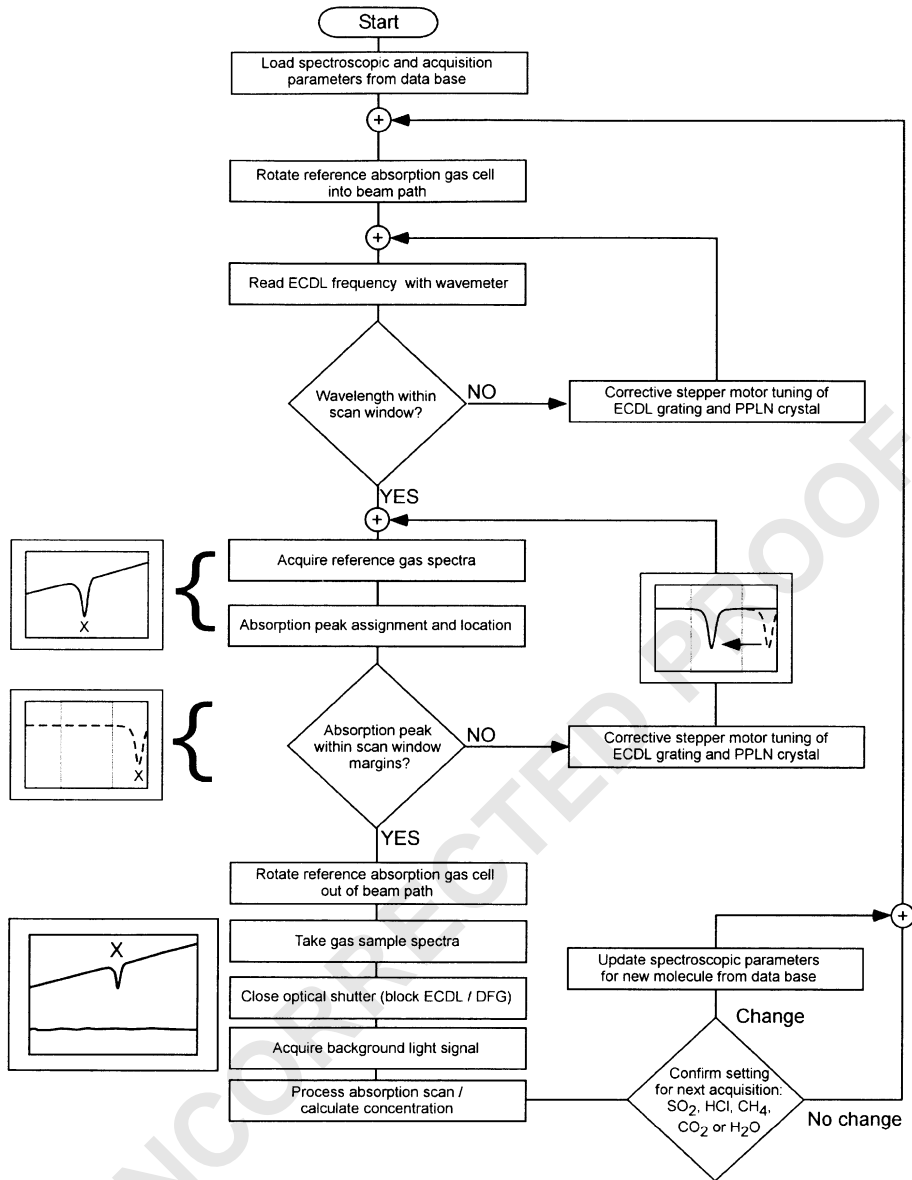 Start
Load spectroscopic and acquisition
parameters from data base
+
Rotate reference absorption gas cell
into beam path
+
Read ECDL frequency with wavemeter
Wavelength within
scan window?
NO
Corrective stepper motor tuning of
ECDL grating and PPLN crystal
YES
+
Acquire reference gas spectra
X
Absorption peak assignment and location
Absorption peak
within scan window
margins?
X
NO
Corrective stepper motor tuning of
ECDL grating and PPLN crystal
YES
Rotate reference absorption gas cell
out of beam path
+
X
Take gas sample spectra
Update spectroscopic parameters
for new molecule from data base
Close optical shutter (block ECDL / DFG)
Change
Acquire background light signal
Process absorption scan /
calculate concentration
Confirm setting
for next acquisition:
SO2, HCl, CH4,
CO2 or H2O
No change
NCORRECTED PROOF